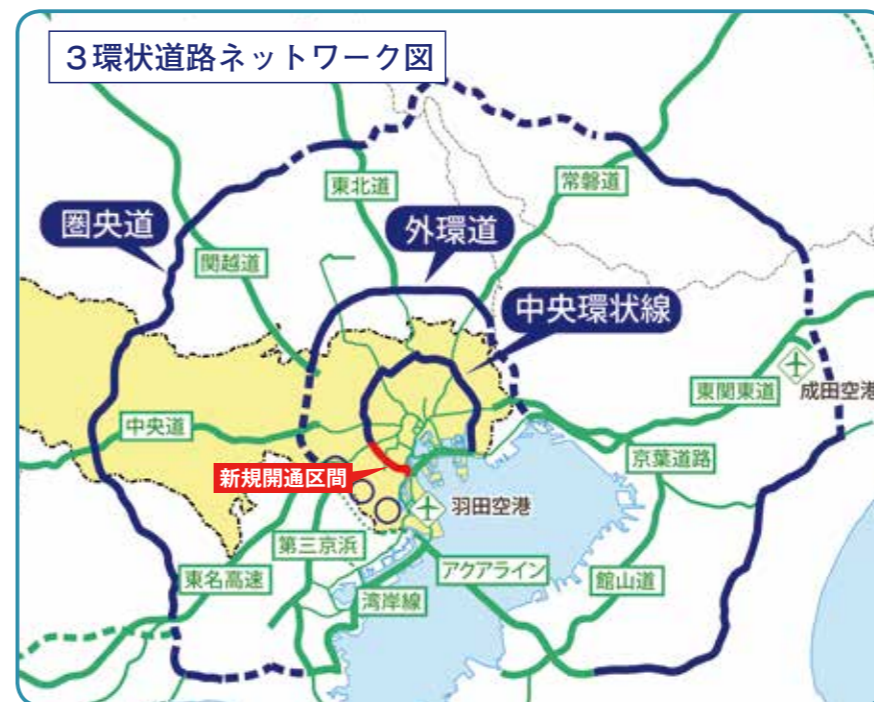 ３環状道路ネットワーク図
東北道
常磐道
圏央道
外環道
関越道
中央環状線
東関東道
成田空港
中央道
京葉道路
新規開通区間
羽田空港
第三京浜
アクアライン
東名高速
館山道
湾岸線